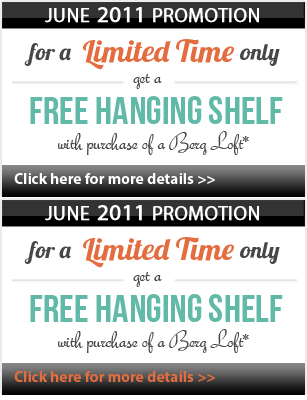 JUNE 2011 PROMOTION
for a Limited Time only
get a
FREE HANGING SHELF
with purchase of a Berg Loft*
Click here for more details >>
JUNE 2011 PROMOTION
for a Limited Time only
get a
FREE HANGING SHELF
with purchase of a Berg Loft*
Click here for more details >>